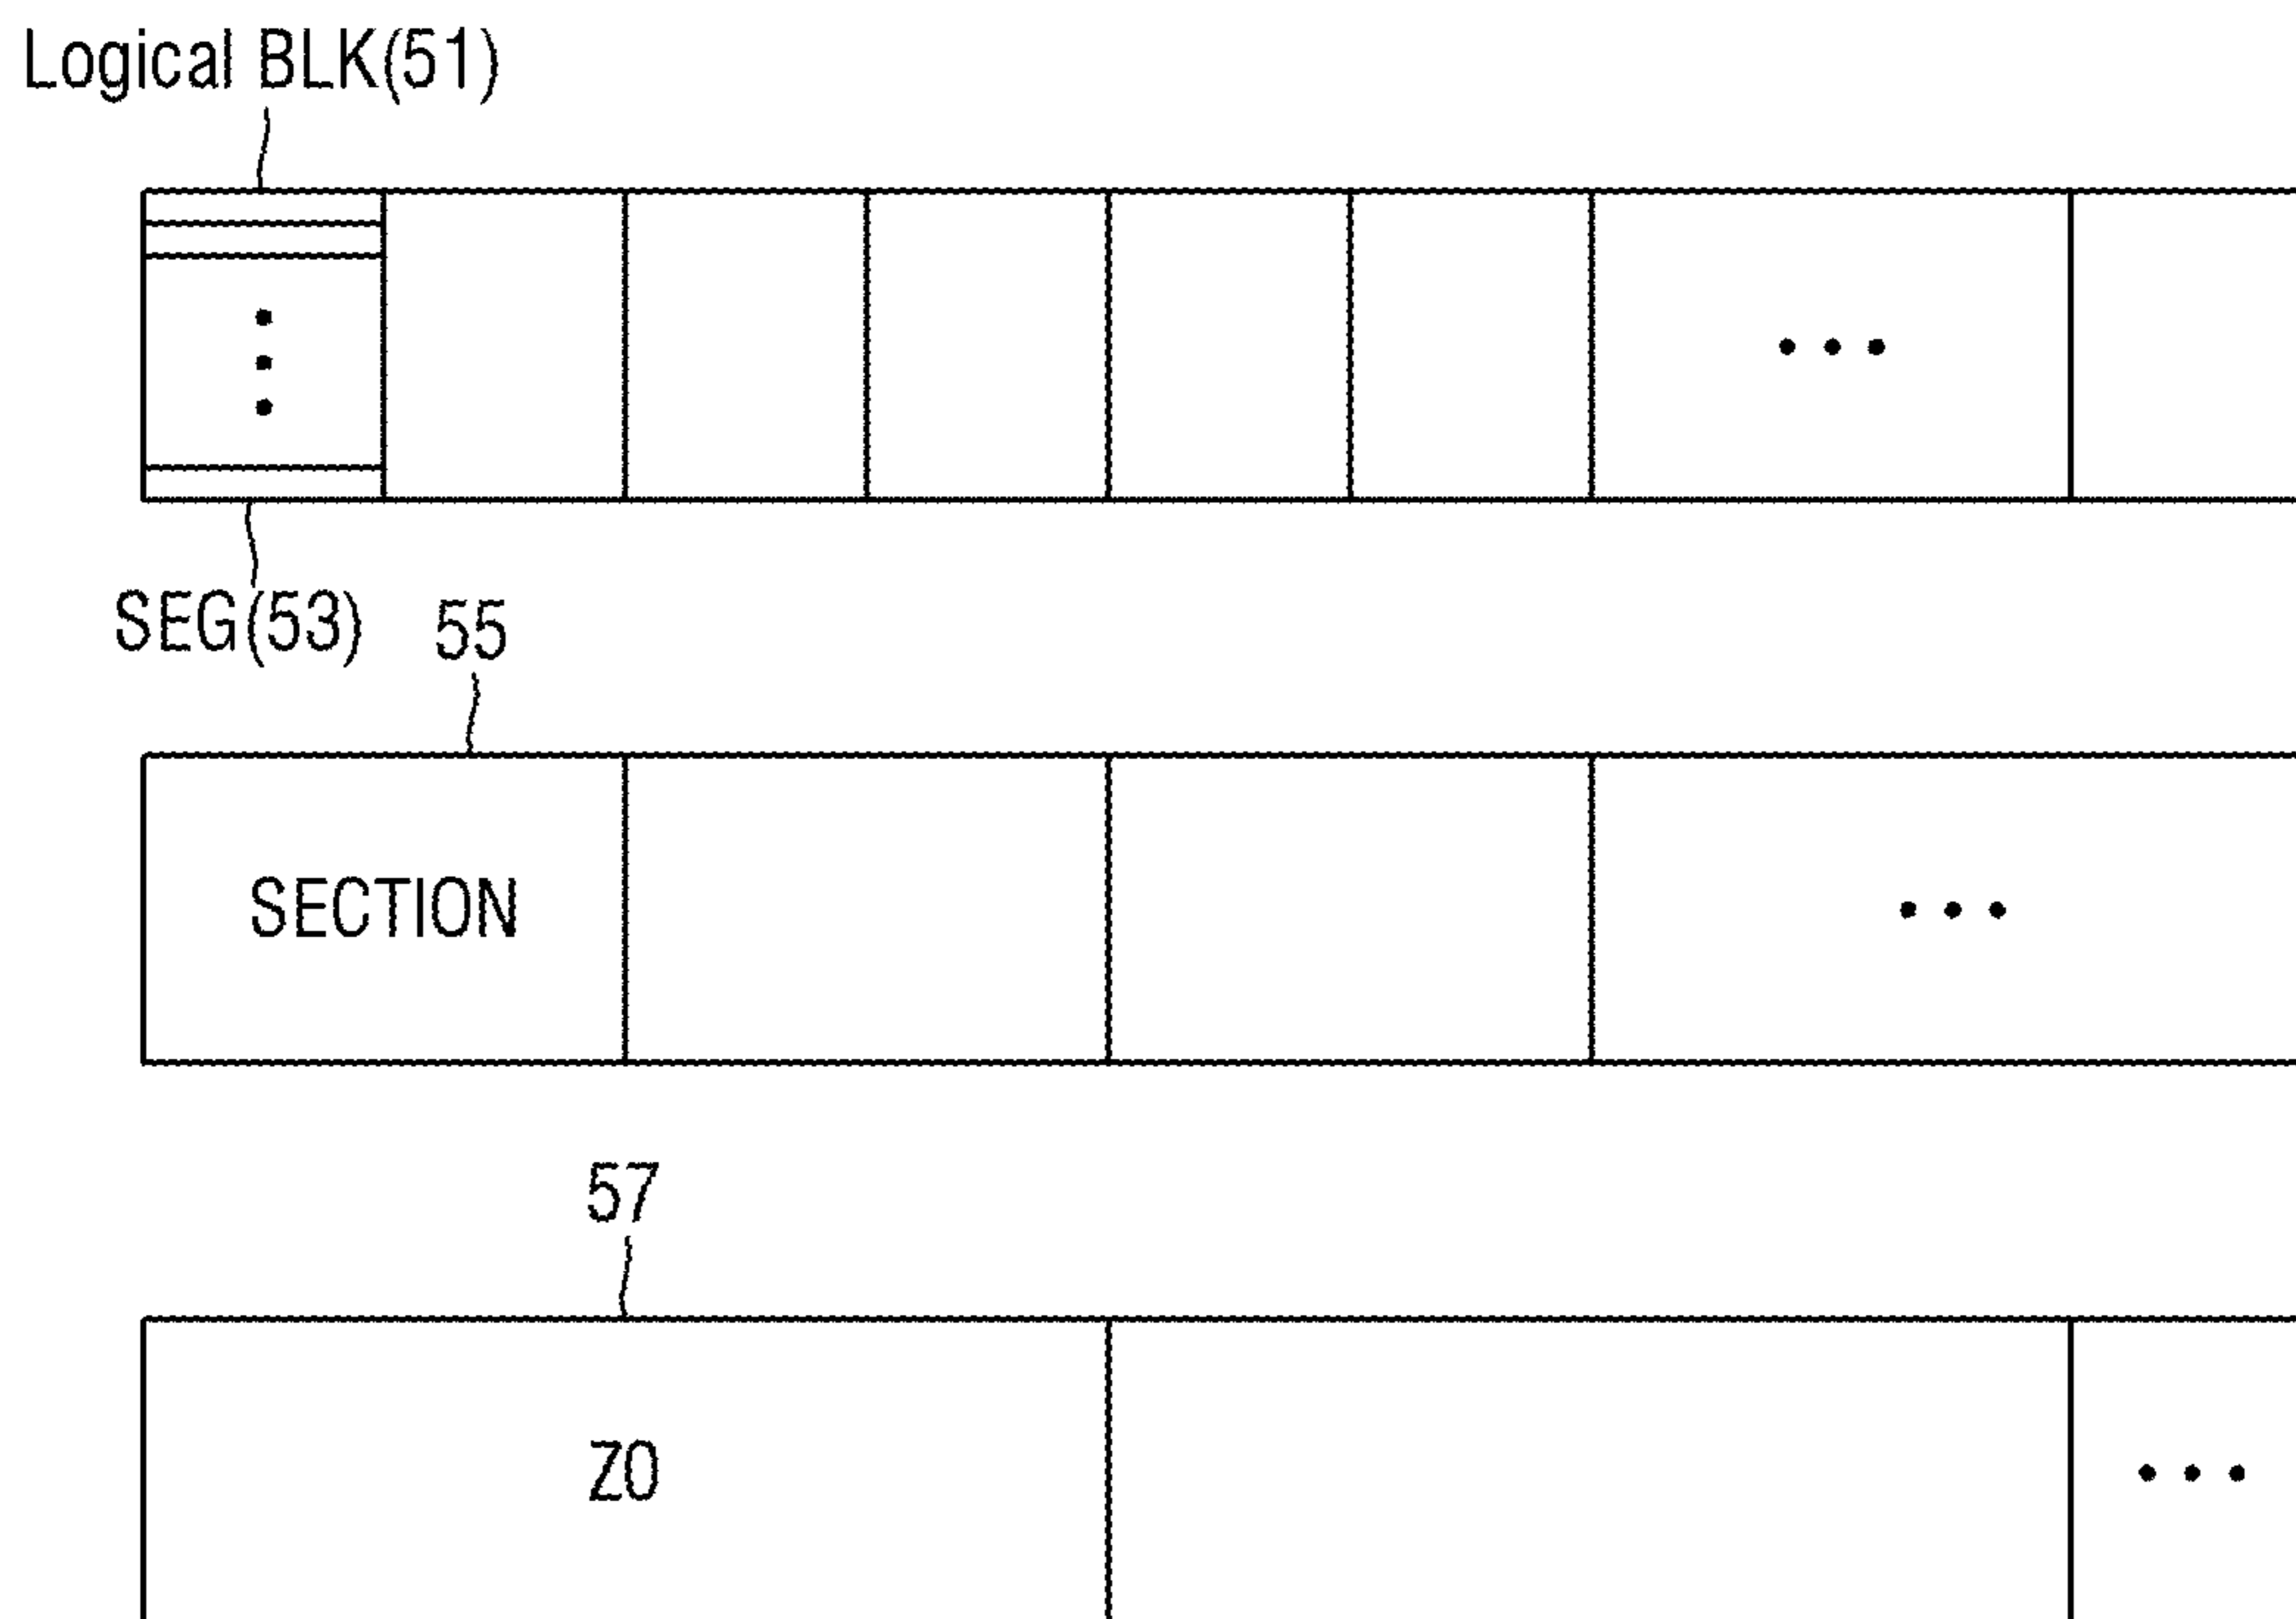 Logical BLK(51)
SEG(53)
55
SECTION
57
Z0